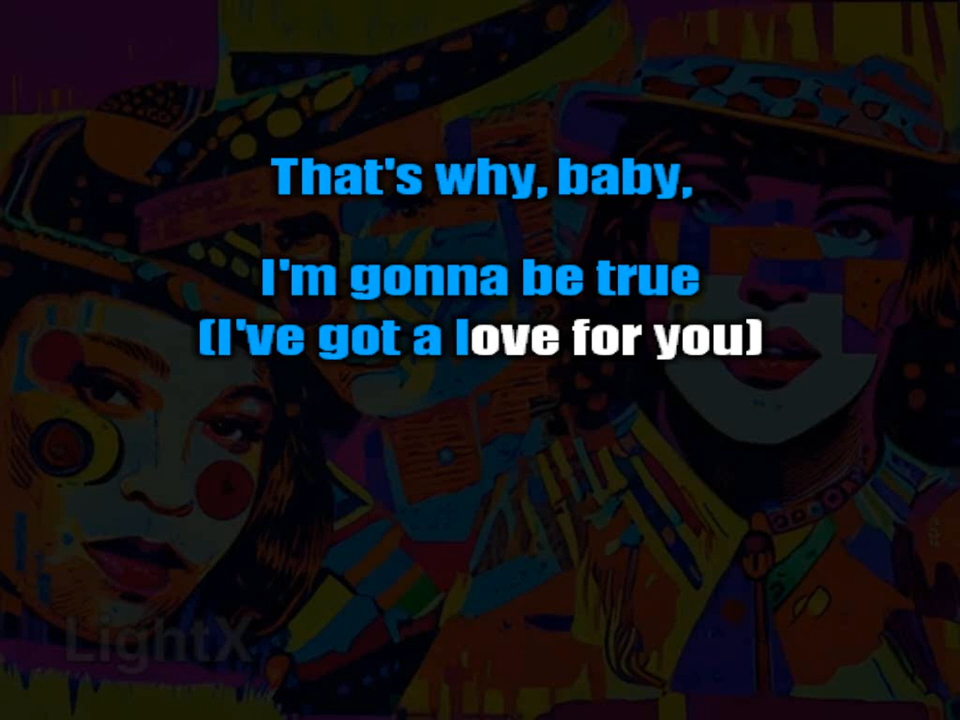 That's why, baby,
I'm gonna be true
(I've got a love for you)
LightX